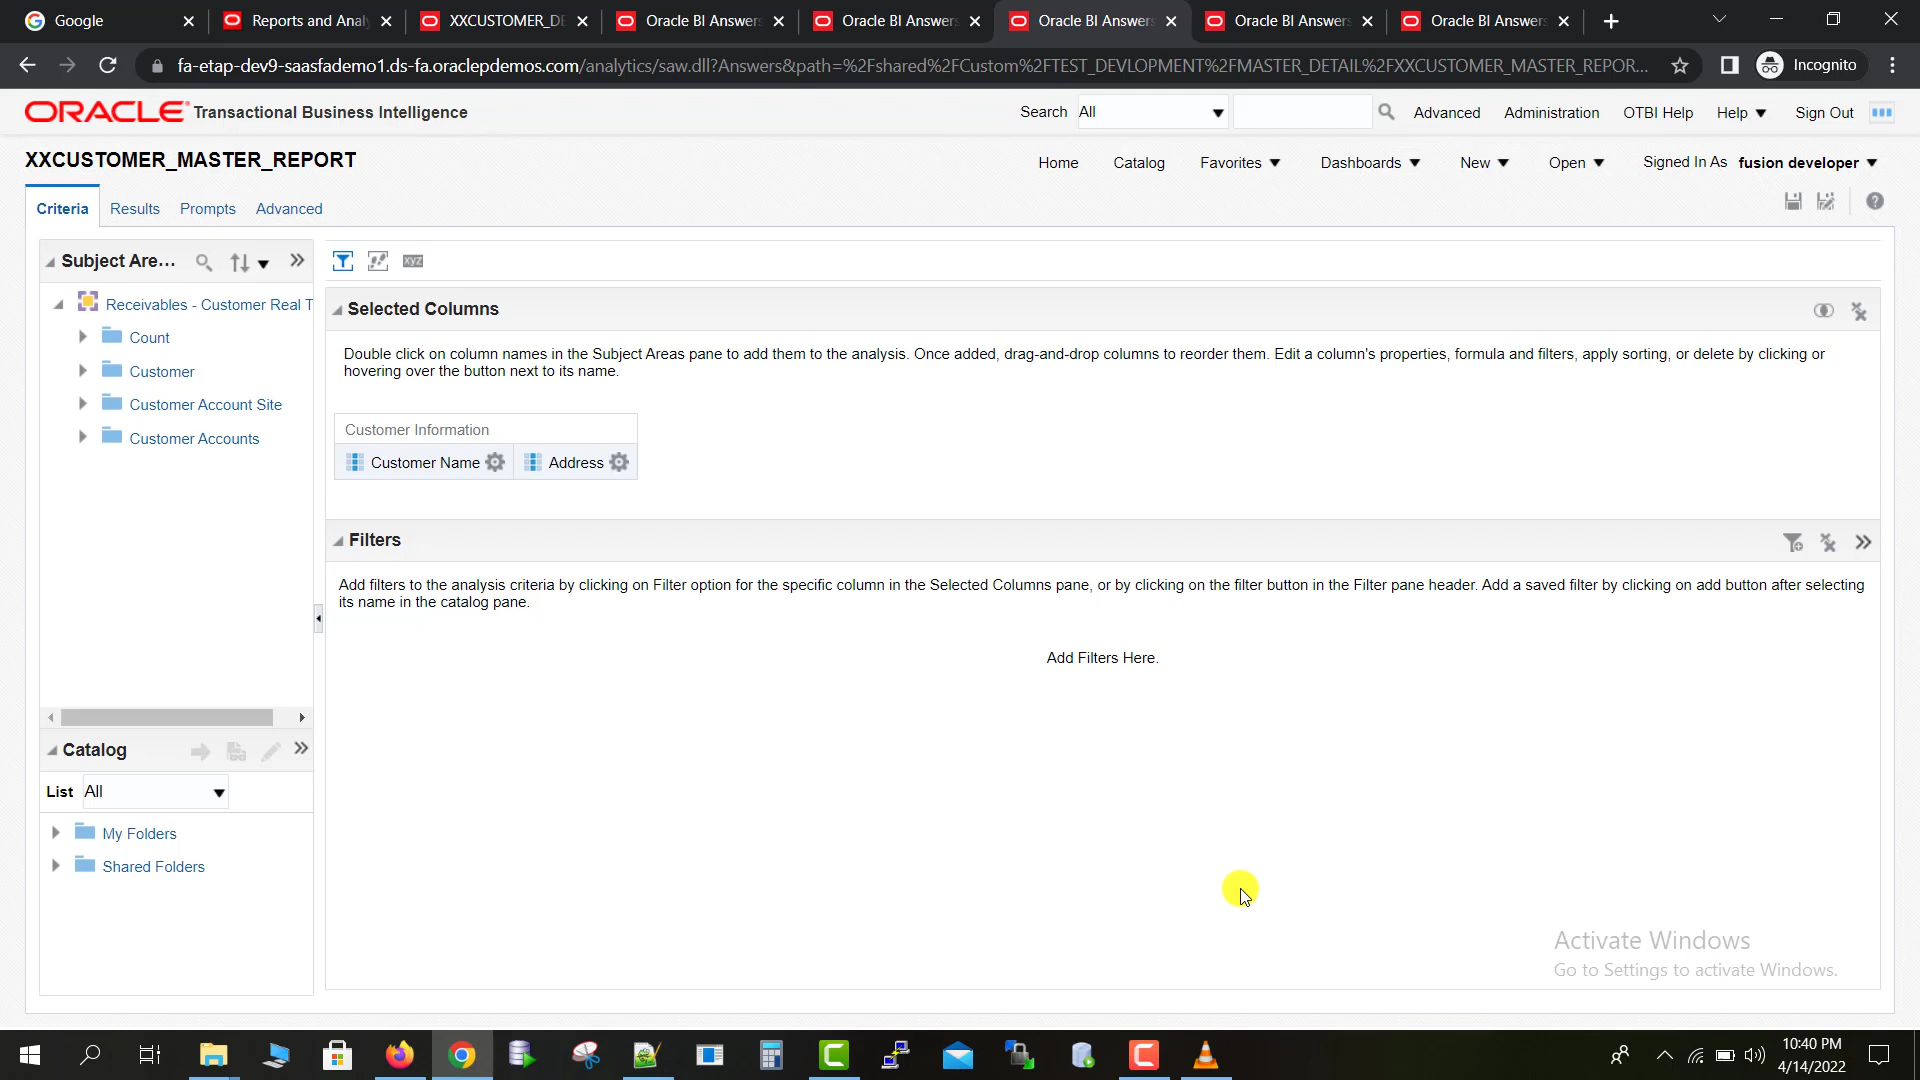 Google
Reports and Anal
XXCUSTOMER_DE
Oracle BI Answers
Oracle BI Answers
Oracle BI Answers
Oracle BI Answers
Oracle BI Answers
fa-etap-dev9-saasfademo1.ds-fa.oraclepdemos.com/analytics/saw.dll?Answers&path=%2Fshared%2FCustom%2FTEST_DEVLOPMENT%2FMASTER_DETAIL%2FXXCUSTOMER_MASTER_REPOR...
Incognito
ORACLE Transactional Business Intelligence
Search All
Advanced Administration OTBI Help Help Sign Out
XXCUSTOMER_MASTER_REPORT
Home Catalog Favorites Dashboards New Open Signed In As fusion developer
Criteria Results Prompts Advanced
Subject Are...
Receivables - Customer Real T
Count
Customer
Customer Account Site
Customer Accounts
xyz
Selected Columns
Double click on column names in the Subject Areas pane to add them to the analysis. Once added, drag-and-drop columns to reorder them. Edit a column's properties, formula and filters, apply sorting, or delete by clicking or
hovering over the button next to its name.
Customer Information
Customer Name Address
Filters
Add filters to the analysis criteria by clicking on Filter option for the specific column in the Selected Columns pane, or by clicking on the filter button in the Filter pane header. Add a saved filter by clicking on add button after selecting
its name in the catalog pane.
Add Filters Here.
Catalog
List All
My Folders
Shared Folders
Activate Windows
Go to Settings to activate Windows.
10:40 PM
4/14/2022